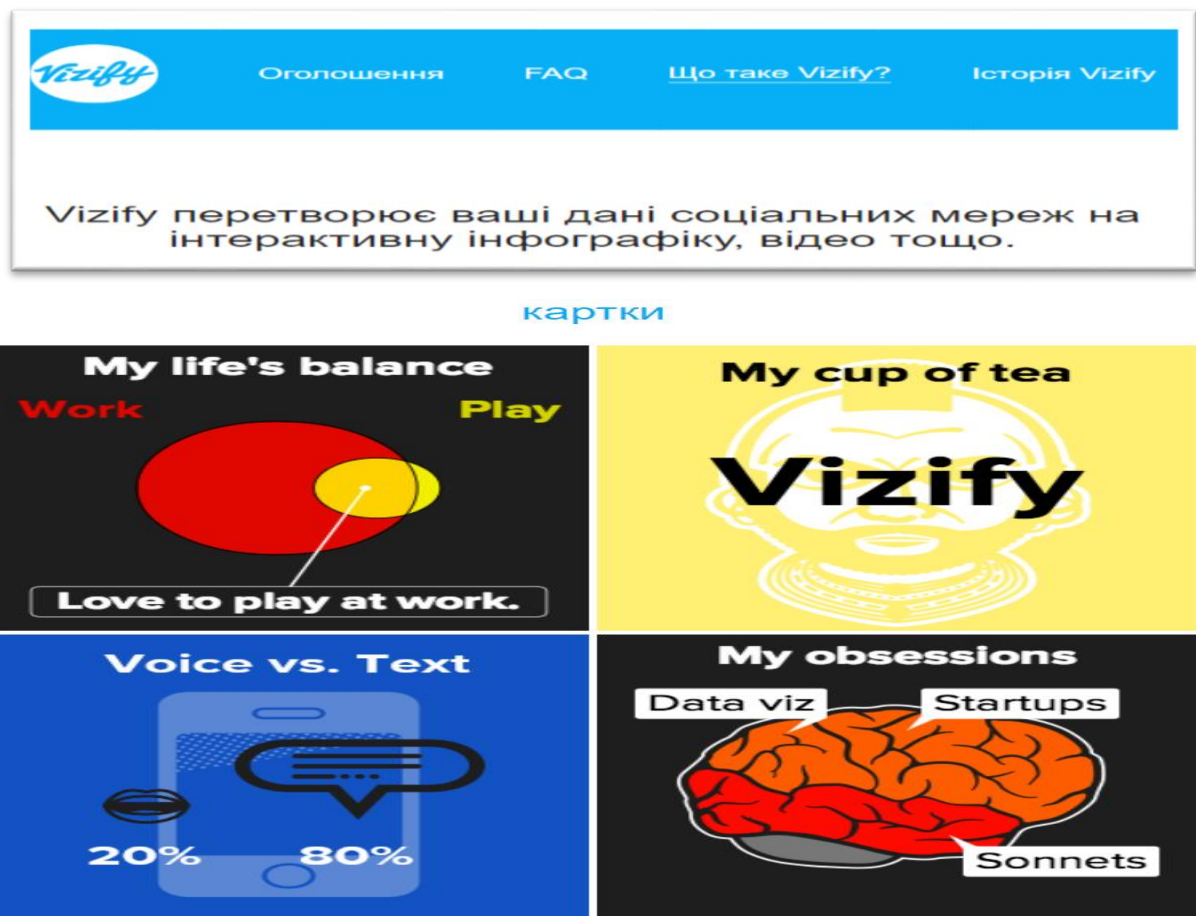 Vizify Оголошення FAQ Що таке Vizify? Історія Vizify
Vizify перетворює ваші дані соціальних мереж на
інтерактивну інфографіку, відео тощо.
картки
My life's balance
Work Play
Love to play at work.
My cup of tea
Vizify
Voice vs. Text
20% 80%
My obsessions
Data viz Startups
Sonnets